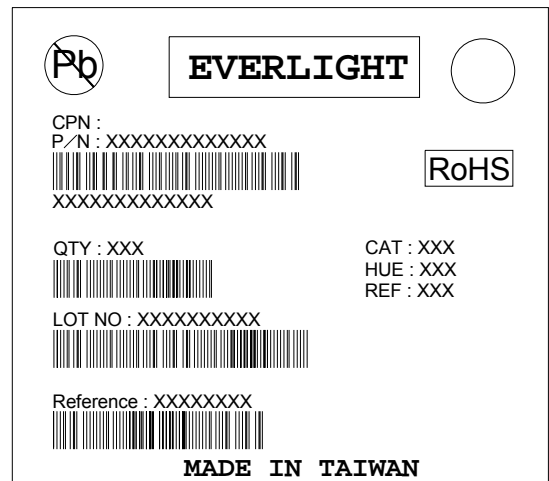 Pb
EVERLIGHT
CPN :
P/N : XXXXXXXXXXXXX
RoHS
XXXXXXXXXXXXX
QTY : XXX
CAT : XXX
HUE : XXX
REF : XXX
LOT NO : XXXXXXXXXX
Reference : XXXXXXXX
MADE IN TAIWAN